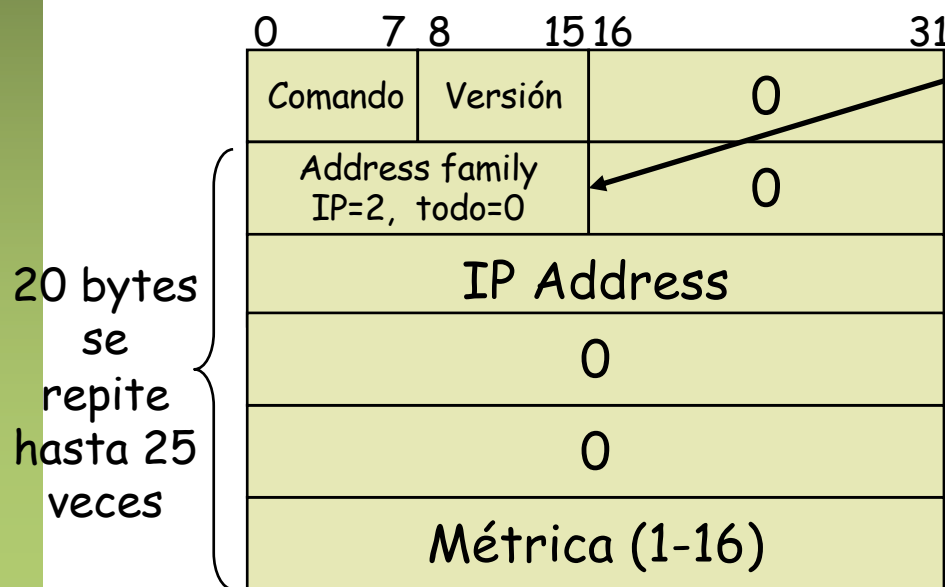 0 7 8 15 16 31
Comando Versión 0
Address family
IP=2, todo=0
0
IP Address
0
0
Métrica (1-16)
20 bytes
se
repite
hasta 25
veces